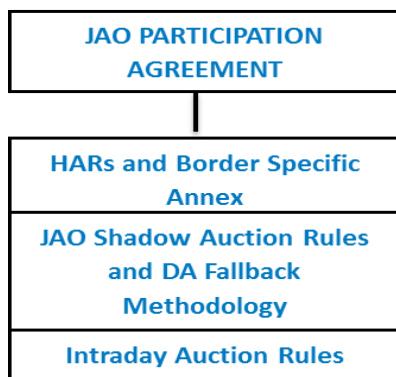 JAO PARTICIPATION
AGREEMENT
HARs and Border Specific
Annex
JAO Shadow Auction Rules
and DA Fallback
Methodology
Intraday Auction Rules